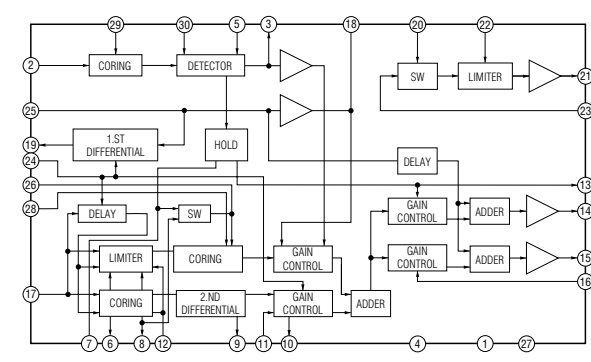 29 30 5 3 18 20 22
2 CORING DETECTOR SW LIMITER 21
25 23
19 1.ST DIFFERENTIAL HOLD
24 DELAY
26 13
28 DELAY SW GAIN CONTROL ADDER 14
LIMITER CORING GAIN CONTROL GAIN CONTROL ADDER 15
16
17 CORING 2.ND DIFFERENTIAL GAIN CONTROL ADDER
7 6 8 12 9 11 10 4 1 27